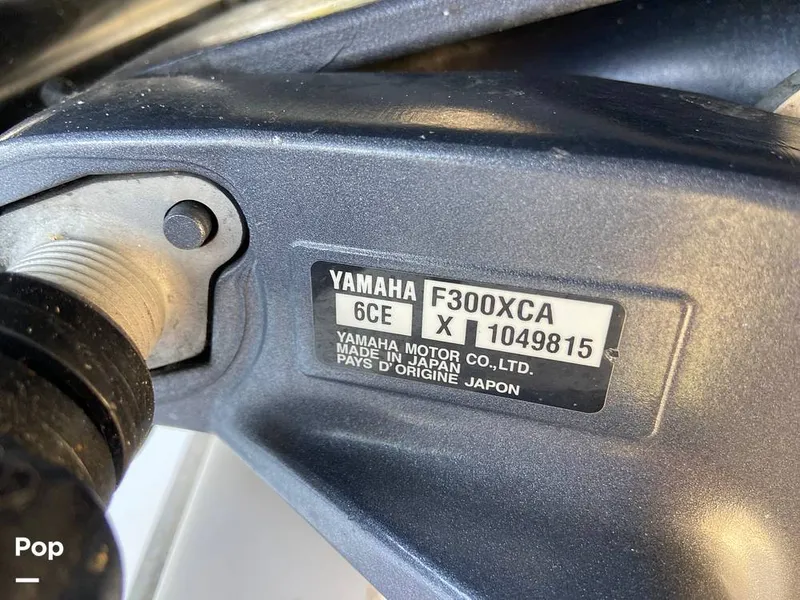 YAMAHA F300XCA
6CE X 1049815
YAMAHA MOTOR CO.,LTD.
MADE IN JAPAN
PAYS D'ORIGINE JAPON
Pop